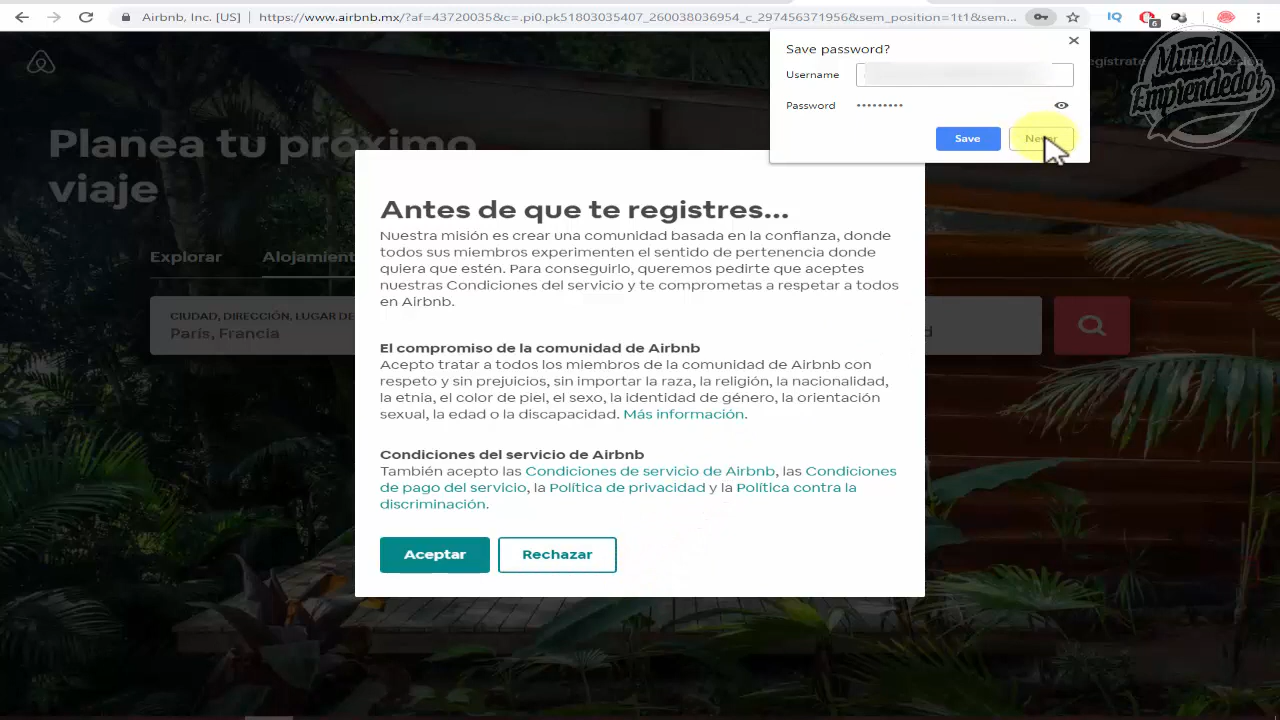 Airbnb, Inc. [US]
https://www.airbnb.mx/?af=43720035&c=.pi0.pk51803035407_260038036954_c_297456371956&sem_position=1t1&sem...
IQ
6
Save password?
Username
Password
Save
Never
Mundo
Emprendedor
Planea tu próximo
viaje
Explorar
Alojamient
CIUDAD, DIRECCIÓN, LUGAR DE
París, Francia
Antes de que te registres...
Nuestra misión es crear una comunidad basada en la confianza, donde
todos sus miembros experimenten el sentido de pertenencia donde
quiera que estén. Para conseguirlo, queremos pedirte que aceptes
nuestras Condiciones del servicio y te comprometas a respetar a todos
en Airbnb.
El compromiso de la comunidad de Airbnb
Acepto tratar a todos los miembros de la comunidad de Airbnb con
respeto y sin prejuicios, sin importar la raza, la religión, la nacionalidad,
la etnia, el color de piel, el sexo, la identidad de género, la orientación
sexual, la edad o la discapacidad. Más información.
Condiciones del servicio de Airbnb
También acepto las Condiciones de servicio de Airbnb, las Condiciones
de pago del servicio, la Política de privacidad y la Política contra la
discriminación.
Aceptar
Rechazar